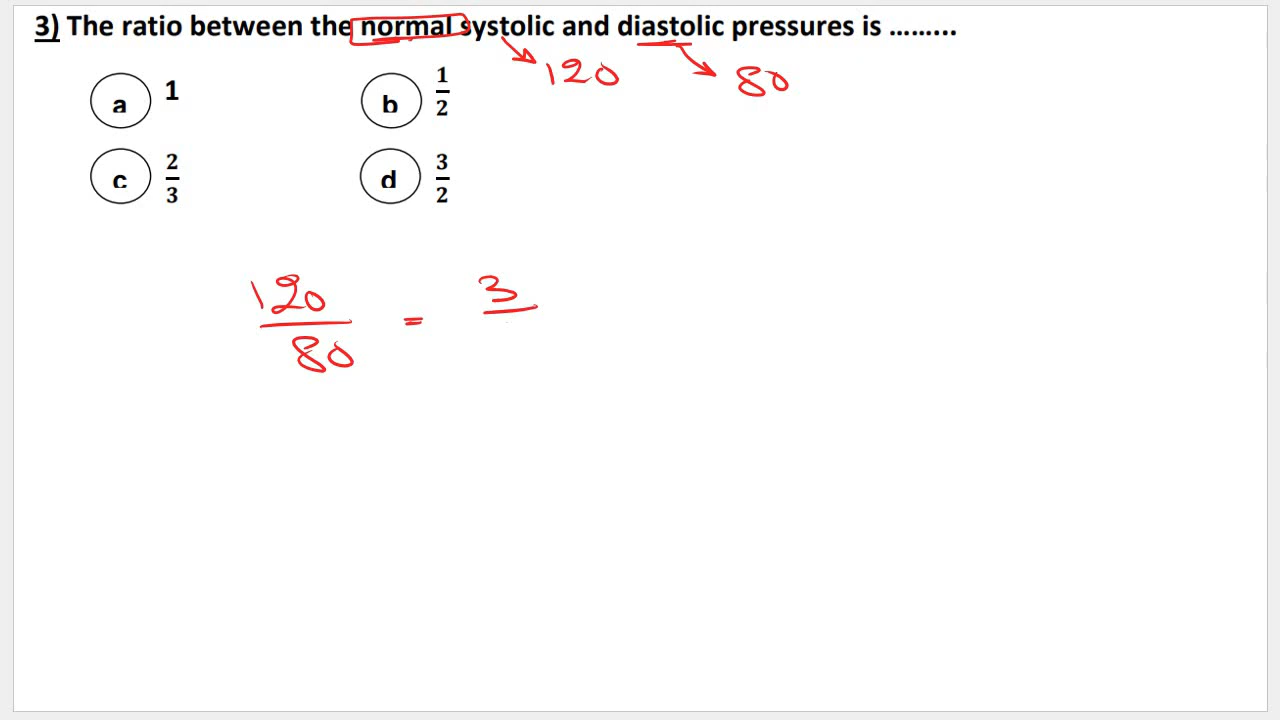 3) The ratio between the normal systolic and diastolic pressures is .........
120 80
a 1 b 1/2
c 2/3 d 3/2
120/80 = 3/